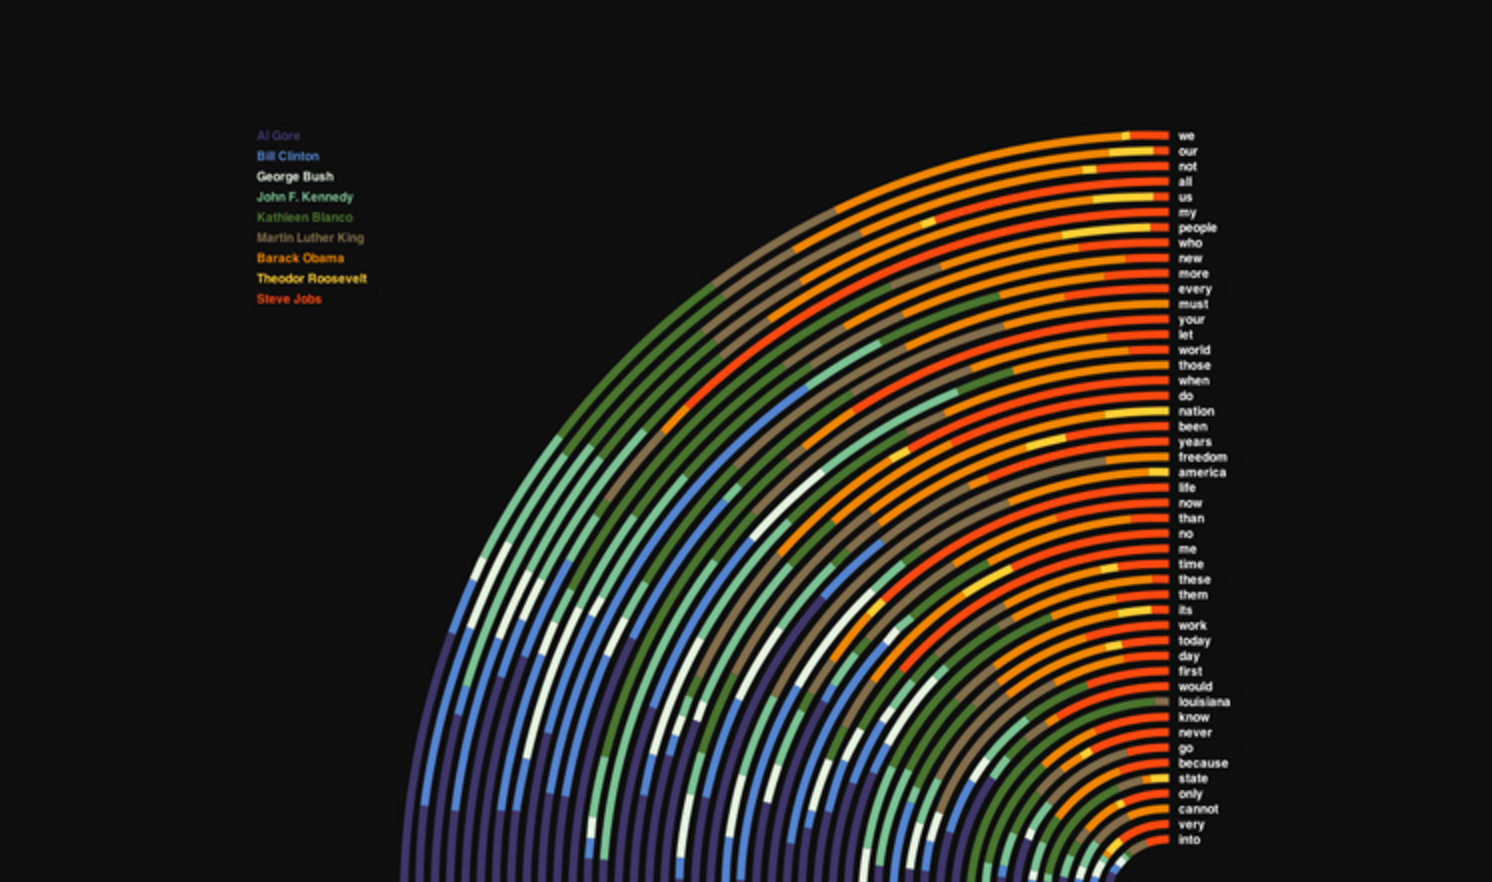 Al Gore
Bill Clinton
George Bush
John F. Kennedy
Kathleen Blanco
Martin Luther King
Barack Obama
Theodor Roosevelt
Steve Jobs
we
our
not
all
us
my
people
who
new
more
every
must
your
let
world
those
when
do
nation
been
years
freedom
america
life
now
than
no
me
time
these
them
its
work
today
day
first
would
louisiana
know
never
go
because
state
only
cannot
very
into